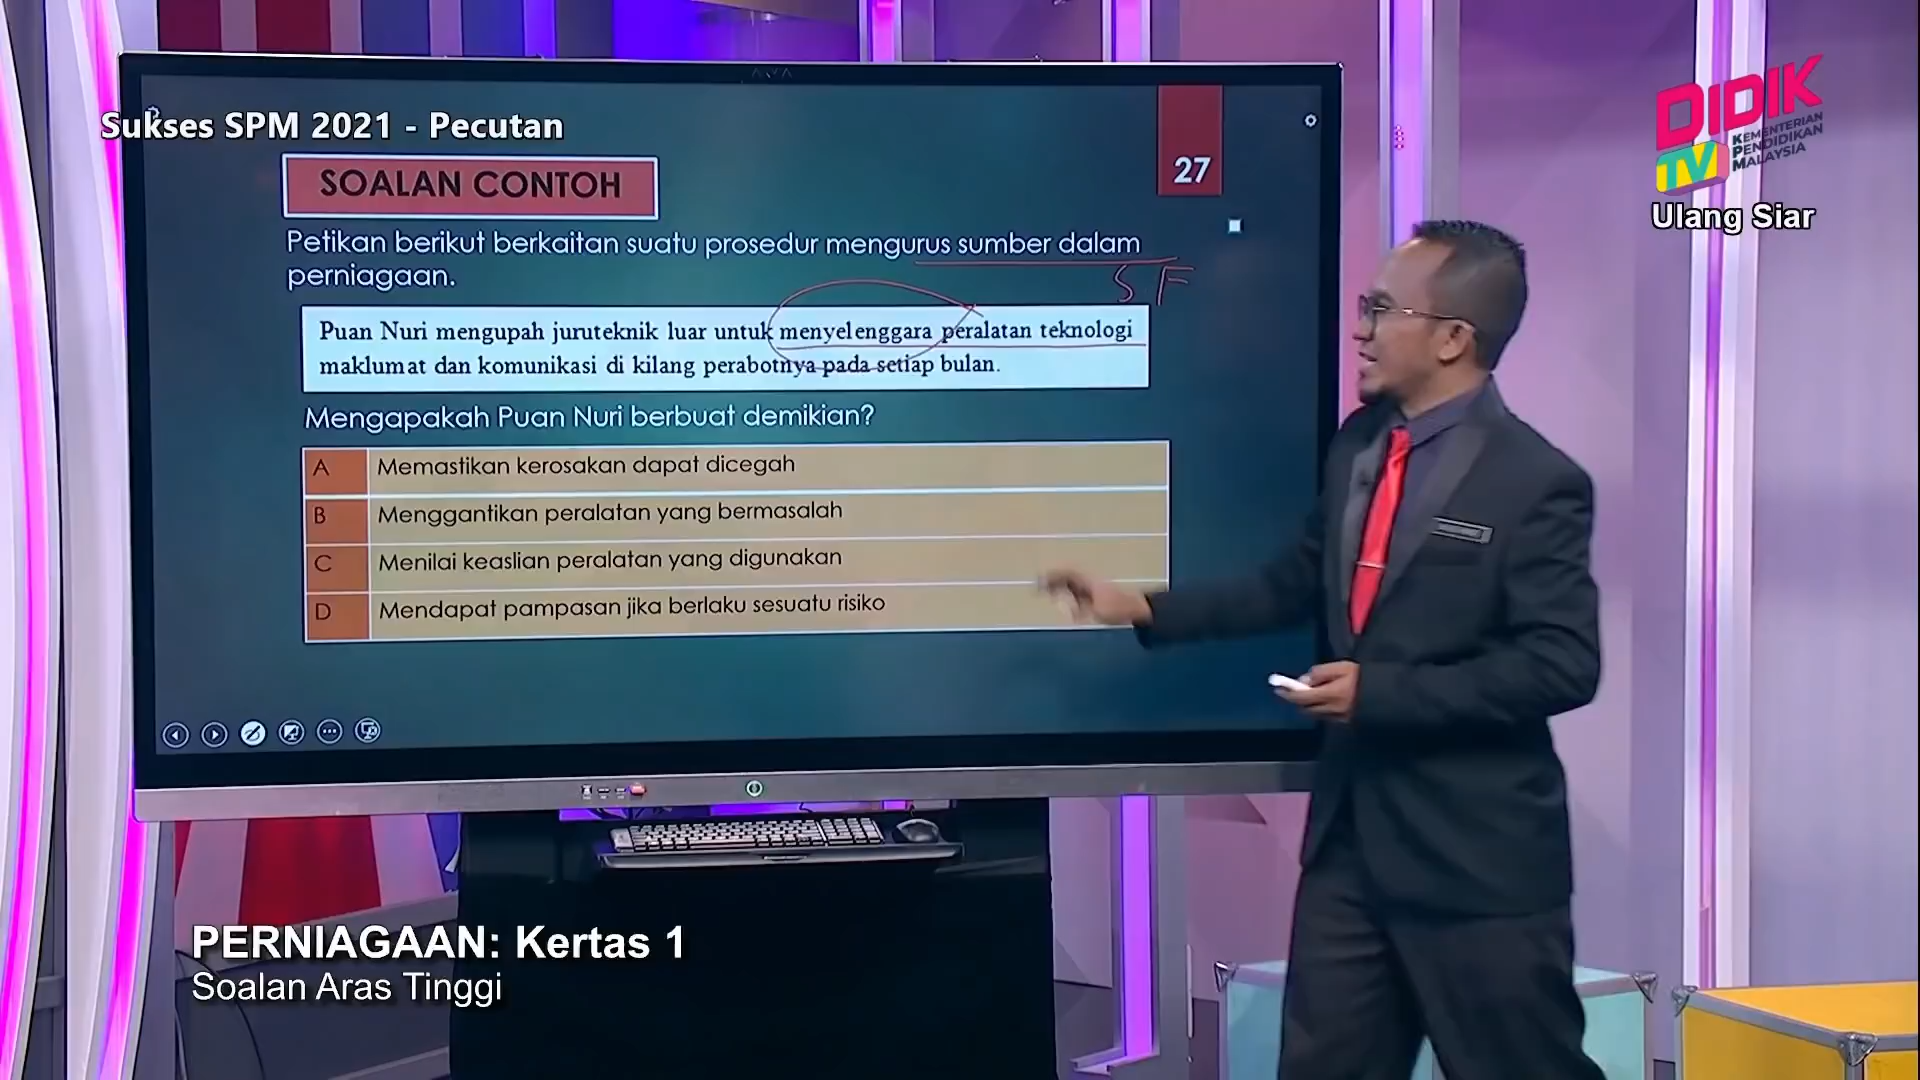 Sukses SPM 2021 - Pecutan
DIDIK
TV
KEMENTERIAN
PENDIDIKAN
MALAYSIA
Ulang Siar
27
SOALAN CONTOH
Petikan berikut berkaitan suatu prosedur mengurus sumber dalam
perniagaan.
S F
Puan Nuri mengupah juruteknik luar untuk menyelenggara peralatan teknologi
maklumat dan komunikasi di kilang perabotnya pada setiap bulan.
Mengapakah Puan Nuri berbuat demikian?
A Memastikan kerosakan dapat dicegah
B Menggantikan peralatan yang bermasalah
C Menilai keaslian peralatan yang digunakan
D Mendapat pampasan jika berlaku sesuatu risiko
PERNIAGAAN: Kertas 1
Soalan Aras Tinggi